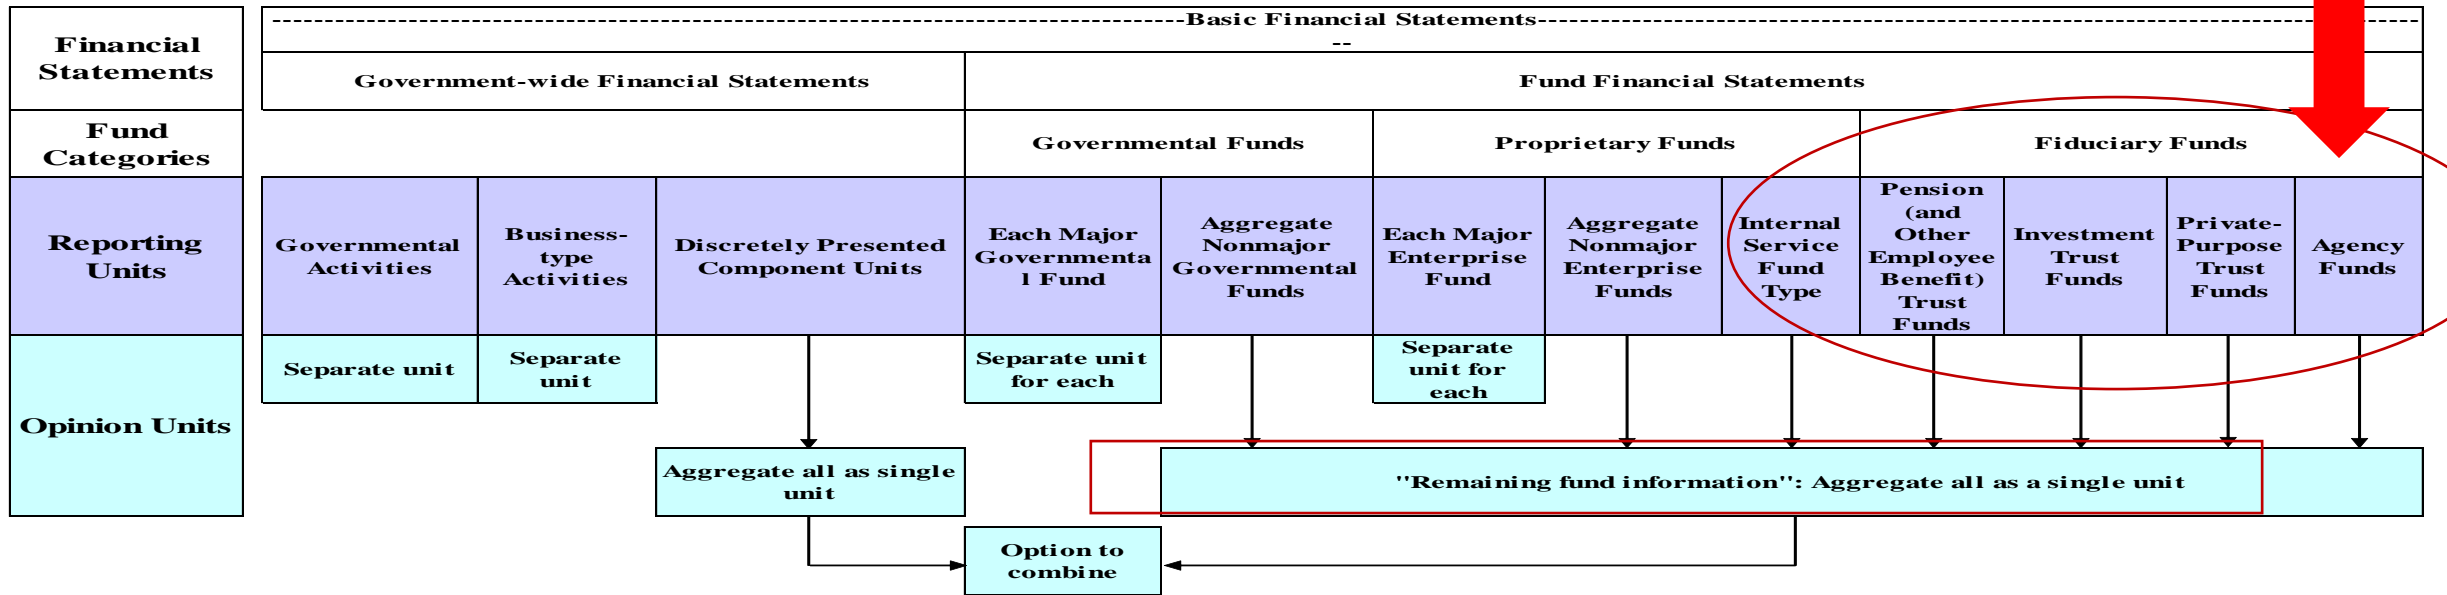 Financial
Statements
--------------------Basic Financial Statements--------------------
--
Government-wide Financial Statements
Fund Financial Statements
Fund
Categories
Governmental Funds
Proprietary Funds
Fiduciary Funds
Reporting
Units
Governmental
Activities
Business-
type
Activities
Discretely Presented
Component Units
Each Major
Governmenta
l Fund
Aggregate
Nonmajor
Governmental
Funds
Each Major
Enterprise
Fund
Aggregate
Nonmajor
Enterprise
Funds
Internal
Service
Fund
Type
Pension
(and
Other
Employee
Benefit)
Trust
Funds
Investment
Trust
Funds
Private-
Purpose
Trust
Funds
Agency
Funds
Opinion Units
Separate unit
Separate
unit
Separate unit
for each
Separate
unit for
each
Aggregate all as single
unit
"Remaining fund information": Aggregate all as a single unit
Option to
combine